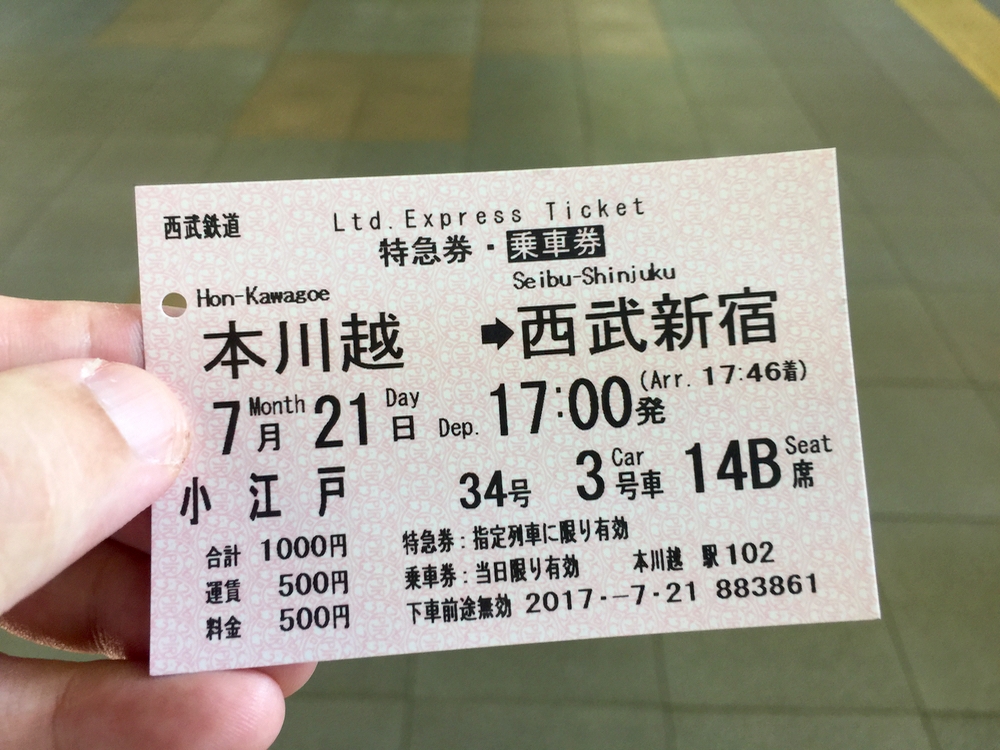 西武鉄道
Ltd.Express Ticket
特急券・乗車券
Hon-Kawagoe Seibu-Shinjuku
本川越 ➡ 西武新宿
7 Month 月 21 Day 日 Dep. 17:00 発 (Arr. 17:46着)
小江戸 34号 3 Car 号車 14B Seat 席
合計 1000円 特急券:指定列車に限り有効
運賃 500円 乗車券:当日限り有効 本川越 駅102
料金 500円 下車前途無効 2017.-7.21 883861